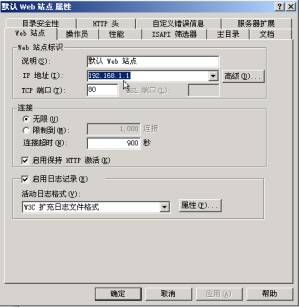 默认 Web 站点 属性
目录安全性 HTTP 头 自定义错误信息 服务器扩展
Web 站点 操作员 性能 ISAPI 筛选器 主目录 文档
Web 站点标识
说明(C): 默认 Web 站点
IP 地址(I): 192.168.1.1 高级(D)...
TCP 端口(T): 80 SSL 端口(L):
连接
无限(U)
限制到(M): 1,000 连接
连接超时(N): 900 秒
启用保持 HTTP 激活(K)
启用日志记录(E)
活动日志格式(V):
W3C 扩充日志文件格式 属性(P)...
确定 取消 应用(A) 帮助